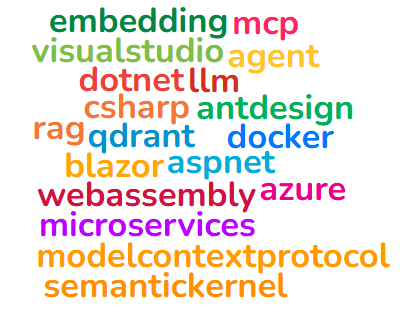 embedding mcp
visualstudio agent
dotnet llm
csharp antdesign
rag qdrant docker
blazor aspnet
webassembly azure
microservices
modelcontextprotocol
semantickernel